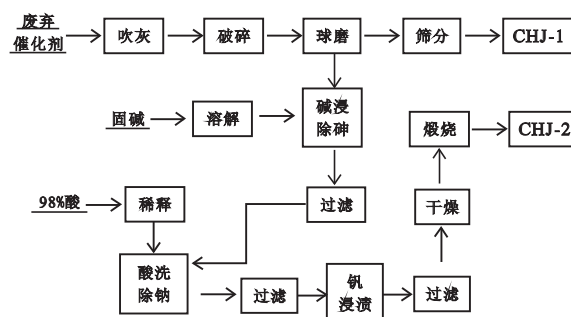 废弃
催化剂
吹灰
破碎
球磨
筛分
CHJ-1
固碱
溶解
碱浸
除砷
煅烧
CHJ-2
98%酸
稀释
过滤
干燥
酸洗
除钠
过滤
钒
浸渍
过滤